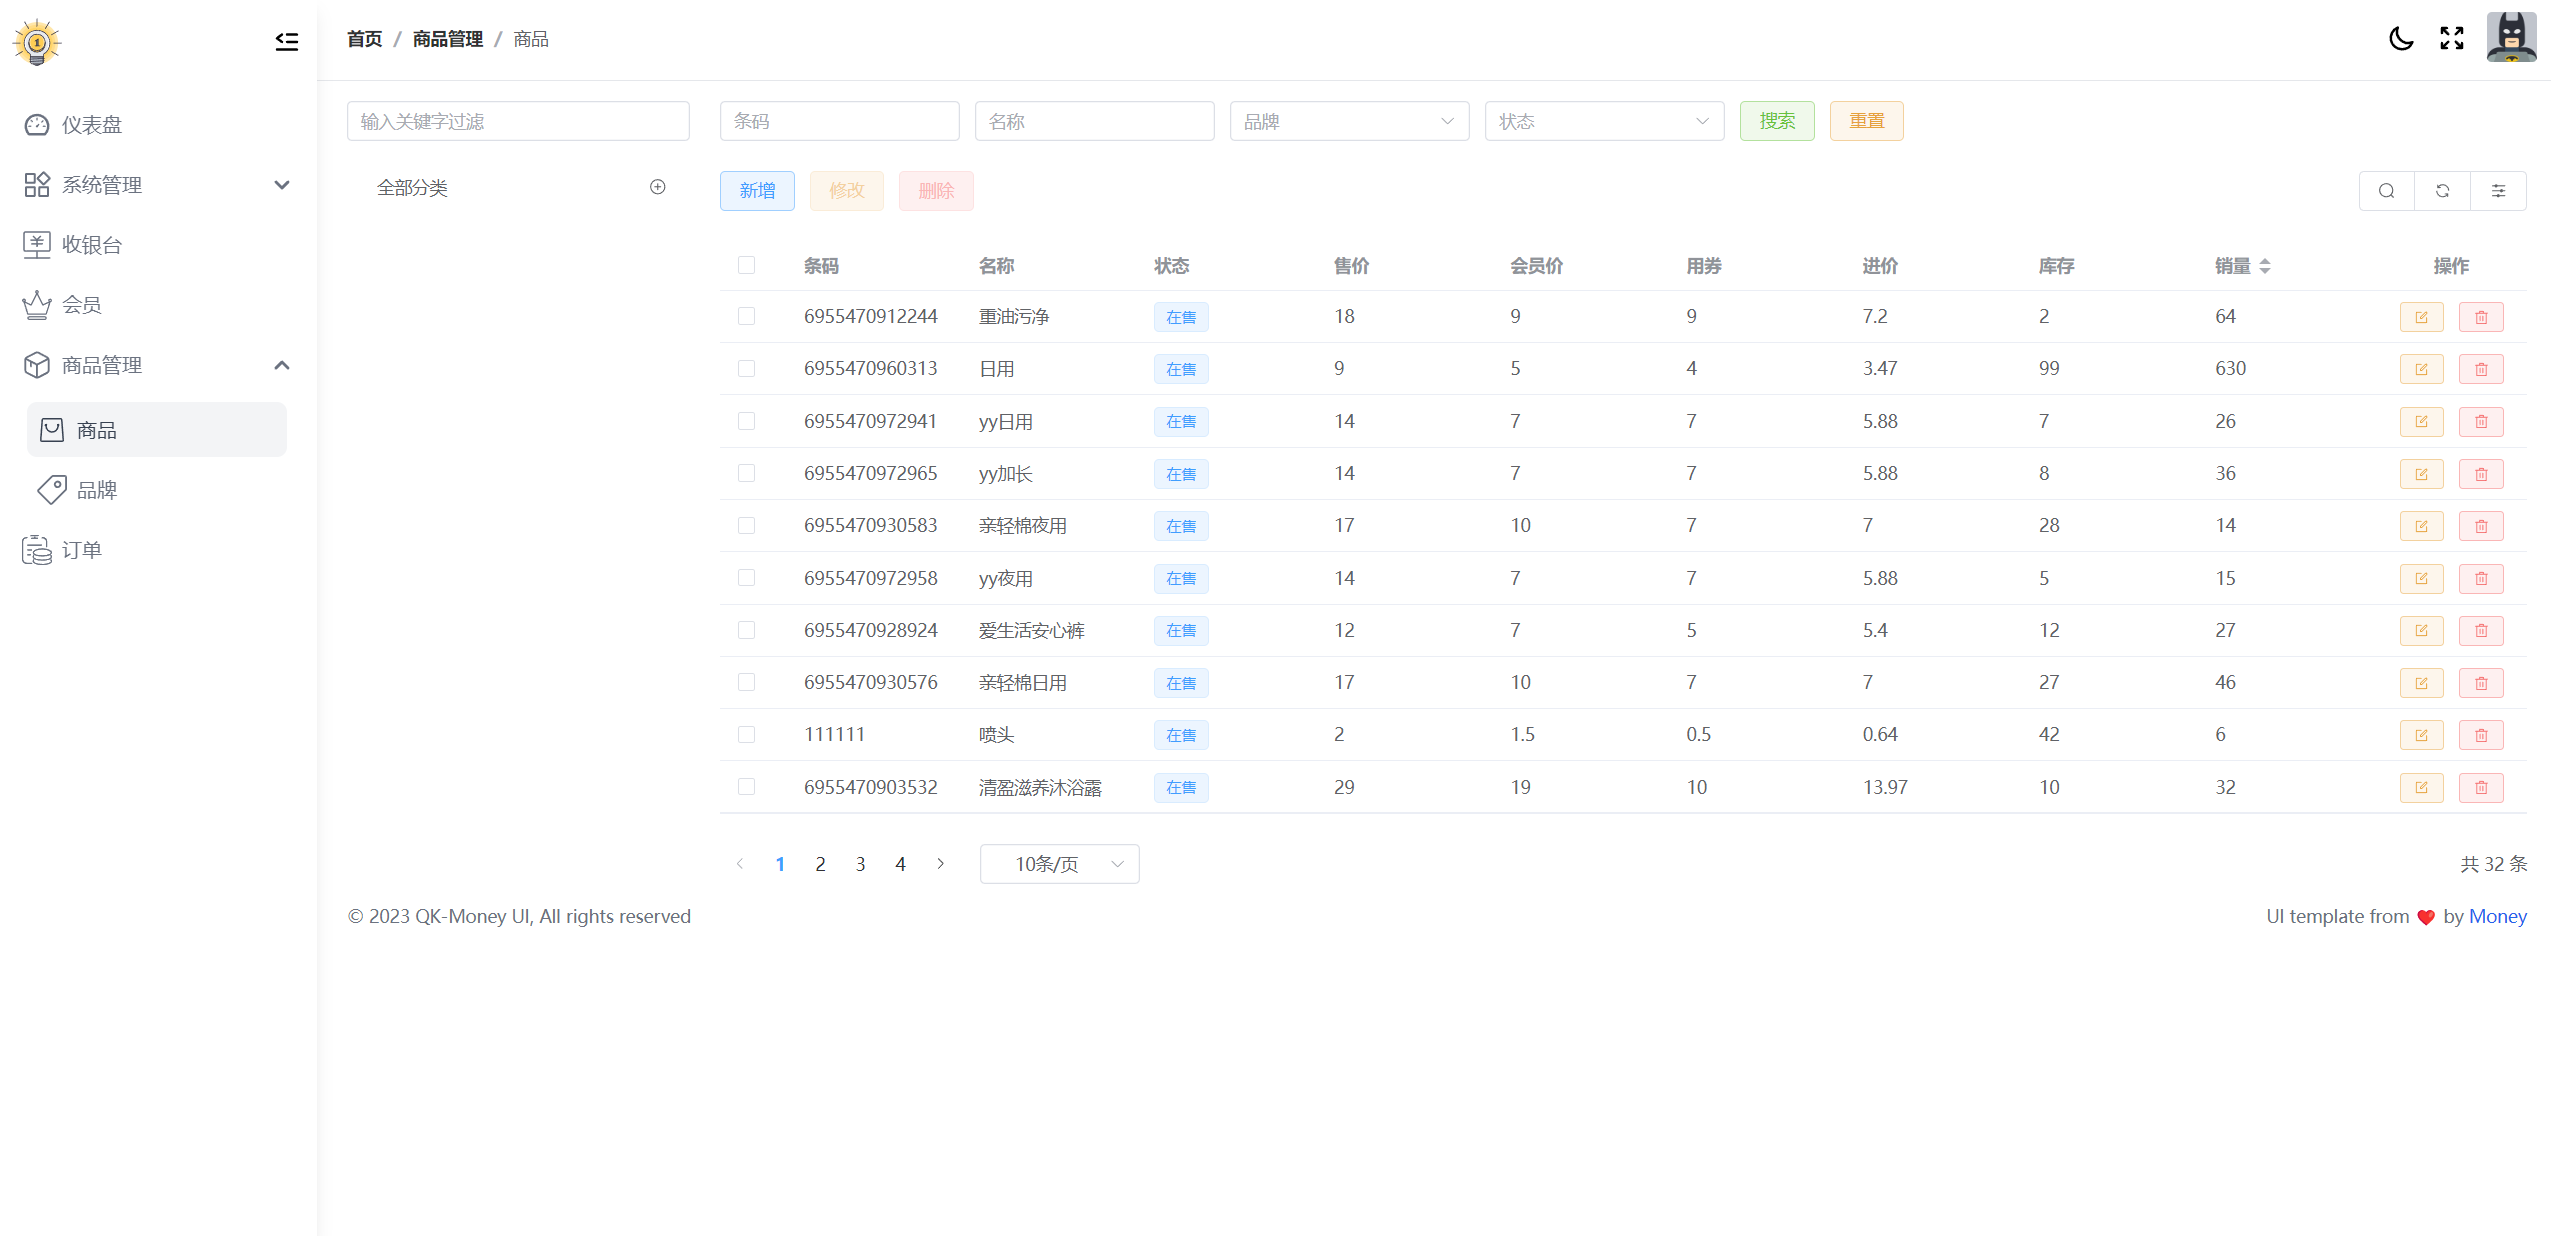 首页 / 商品管理 / 商品
仪表盘
系统管理
收银台
会员
商品管理
商品
品牌
订单
输入关键字过滤
全部分类
条码 名称 品牌 状态 搜索 重置
新增 修改 删除
条码 名称 状态 售价 会员价 用券 进价 库存 销量 操作
6955470912244 重油污净 在售 18 9 9 7.2 2 64
6955470960313 日用 在售 9 5 4 3.47 99 630
6955470972941 yy日用 在售 14 7 7 5.88 7 26
6955470972965 yy加长 在售 14 7 7 5.88 8 36
6955470930583 亲轻棉夜用 在售 17 10 7 7 28 14
6955470972958 yy夜用 在售 14 7 7 5.88 5 15
6955470928924 爱生活安心裤 在售 12 7 5 5.4 12 27
6955470930576 亲轻棉日用 在售 17 10 7 7 27 46
111111 喷头 在售 2 1.5 0.5 0.64 42 6
6955470903532 清盈滋养沐浴露 在售 29 19 10 13.97 10 32
1 2 3 4 10条/页 共 32 条
© 2023 QK-Money UI, All rights reserved
UI template from ❤️ by Money